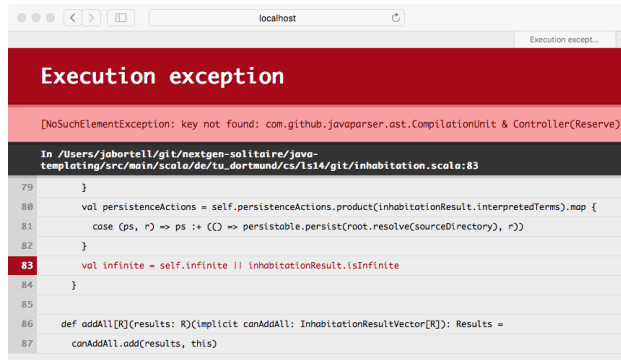 localhost
Execution except...
Execution exception
[NoSuchElementException: key not found: com.github.javaparser.ast.CompilationUnit & Controller(Reserve)
In /Users/jabortell/git/nextgen-solitaire/java-
templating/src/main/scala/de/tu_dortmund/cs/ls14/git/inhabitation.scala:83
79 }
80 val persistenceActions = self.persistenceActions.product(inhabitationResult.interpretedTerms).map {
81 case (ps, r) => ps :+ (() => persistable.persist(root.resolve(sourceDirectory), r))
82 }
83 val infinite = self.infinite || inhabitationResult.isInfinite
84 }
85
86 def addAll[R](results: R)(implicit canAddAll: InhabitationResultVector[R]): Results =
87 canAddAll.add(results, this)